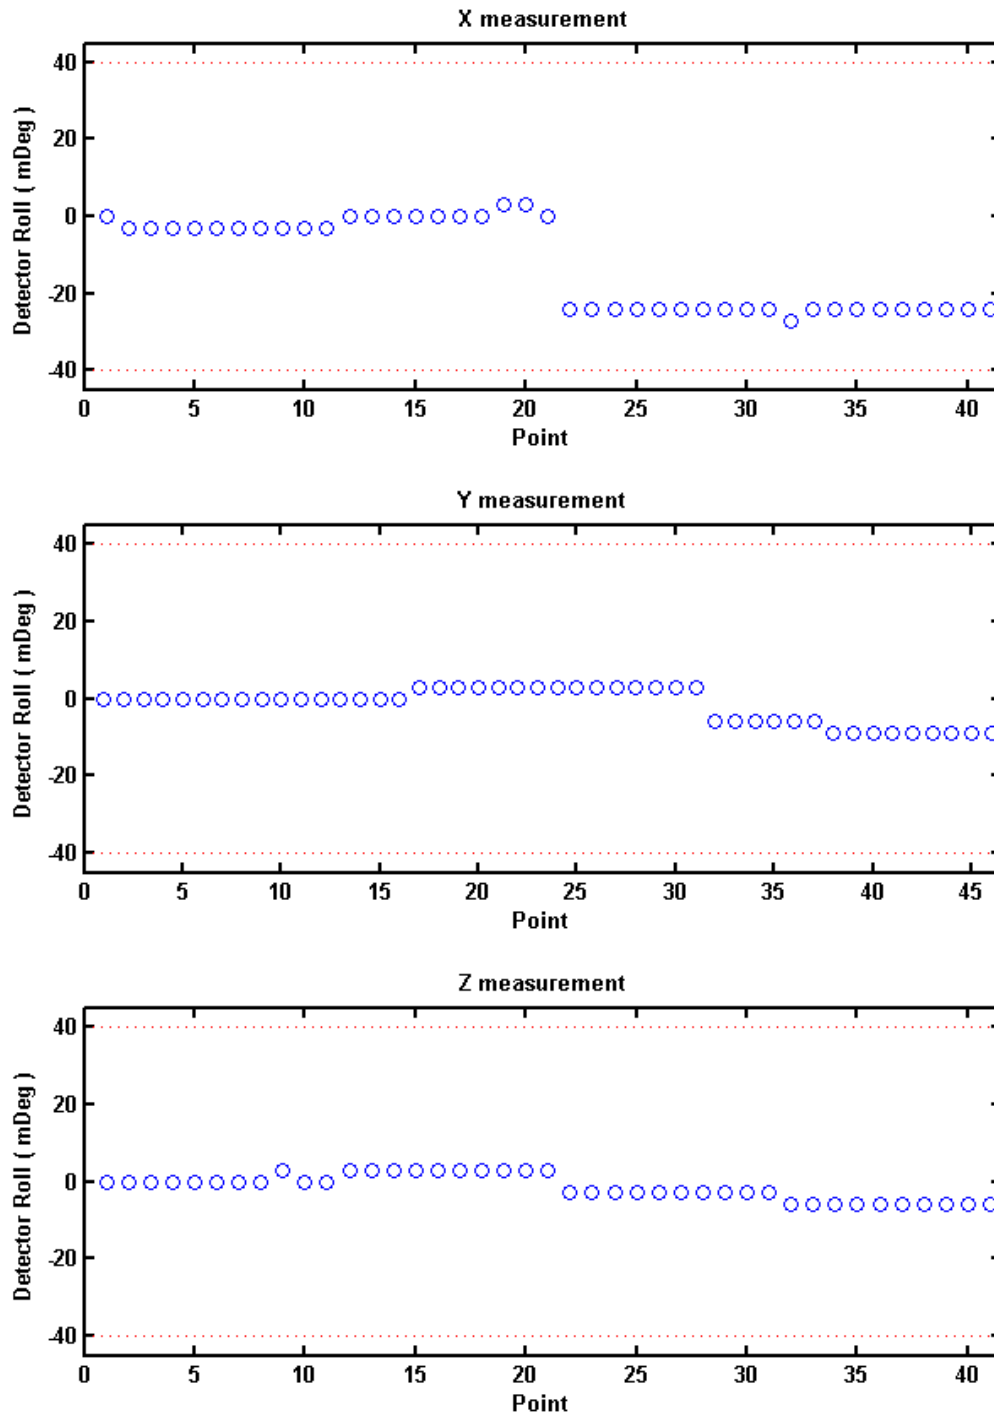 X measurement
Detector Roll ( mDeg )
40
20
0
-20
-40
0 5 10 15 20 25 30 35 40
Point
Y measurement
Detector Roll ( mDeg )
40
20
0
-20
-40
0 5 10 15 20 25 30 35 40 45
Point
Z measurement
Detector Roll ( mDeg )
40
20
0
-20
-40
0 5 10 15 20 25 30 35 40
Point